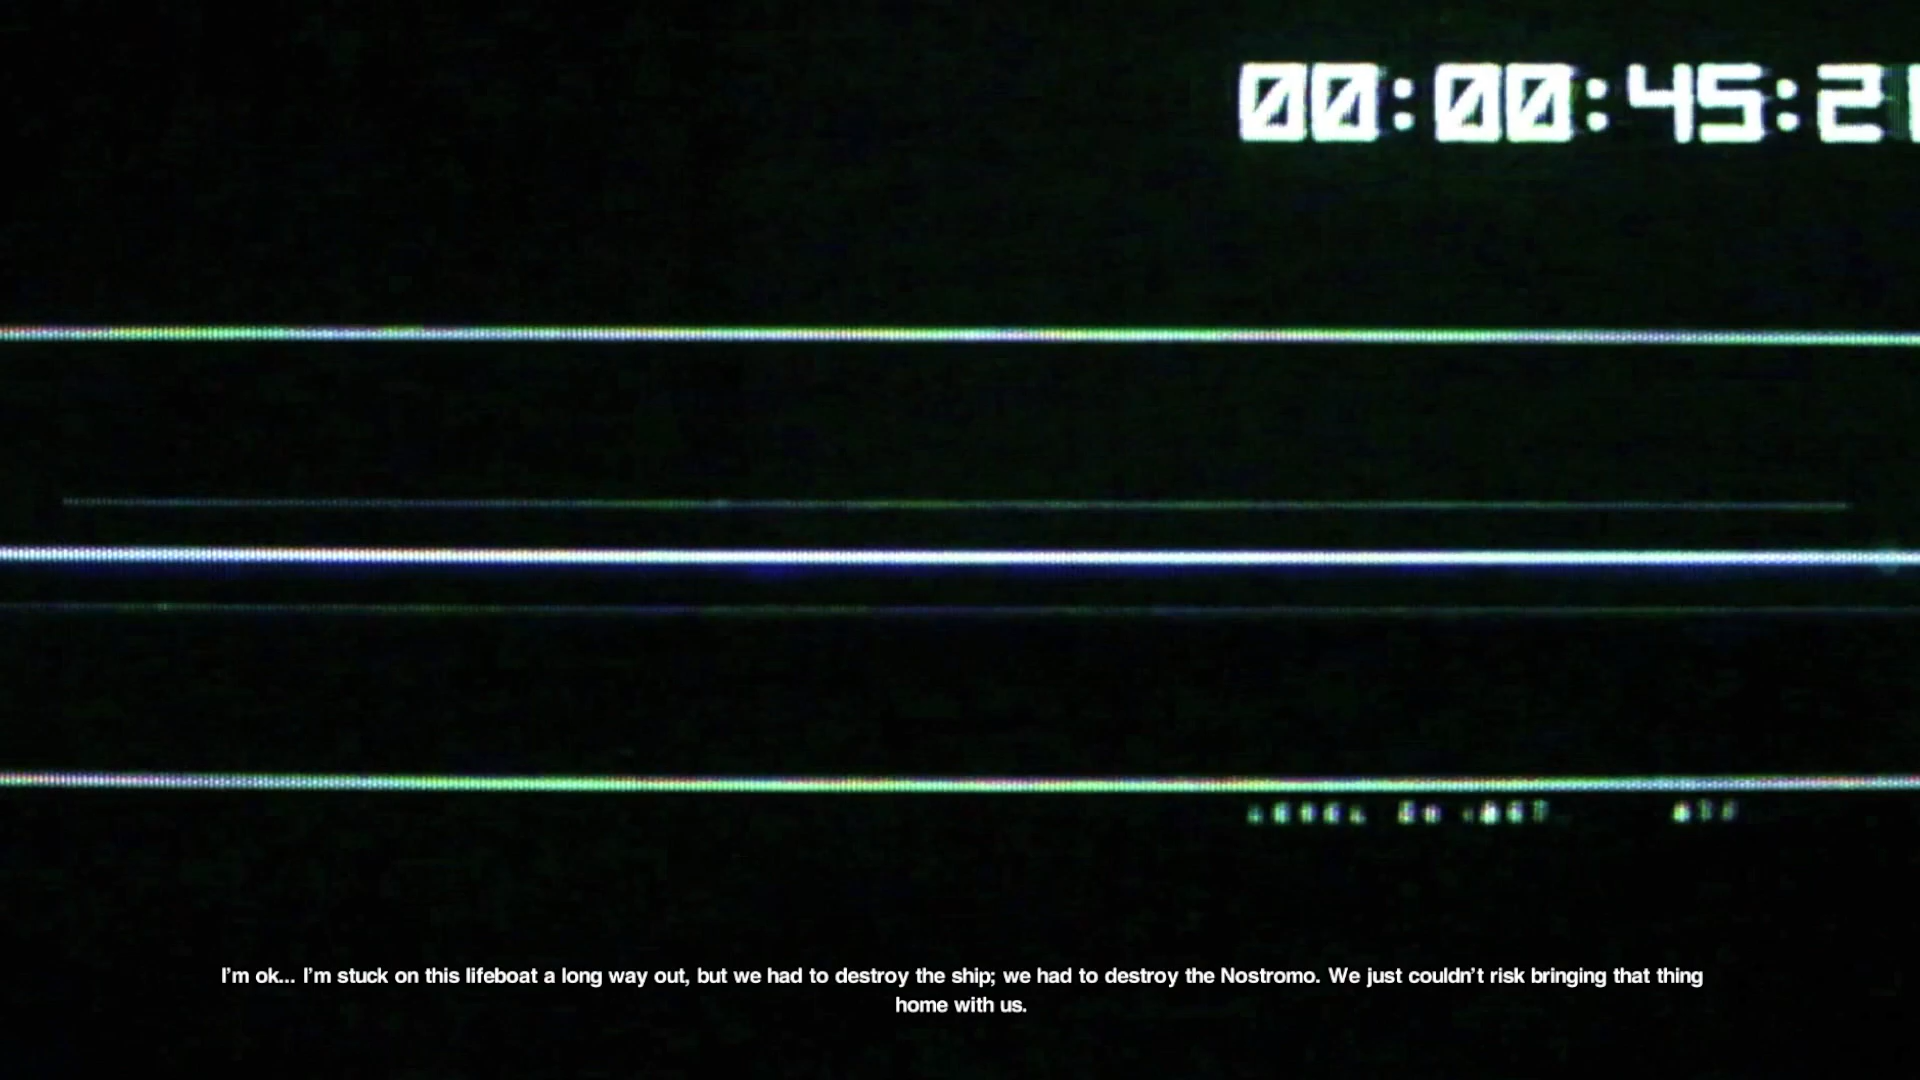 00:00:45:2
I’m ok... I’m stuck on this lifeboat a long way out, but we had to destroy the ship; we had to destroy the Nostromo. We just couldn’t risk bringing that thing
home with us.